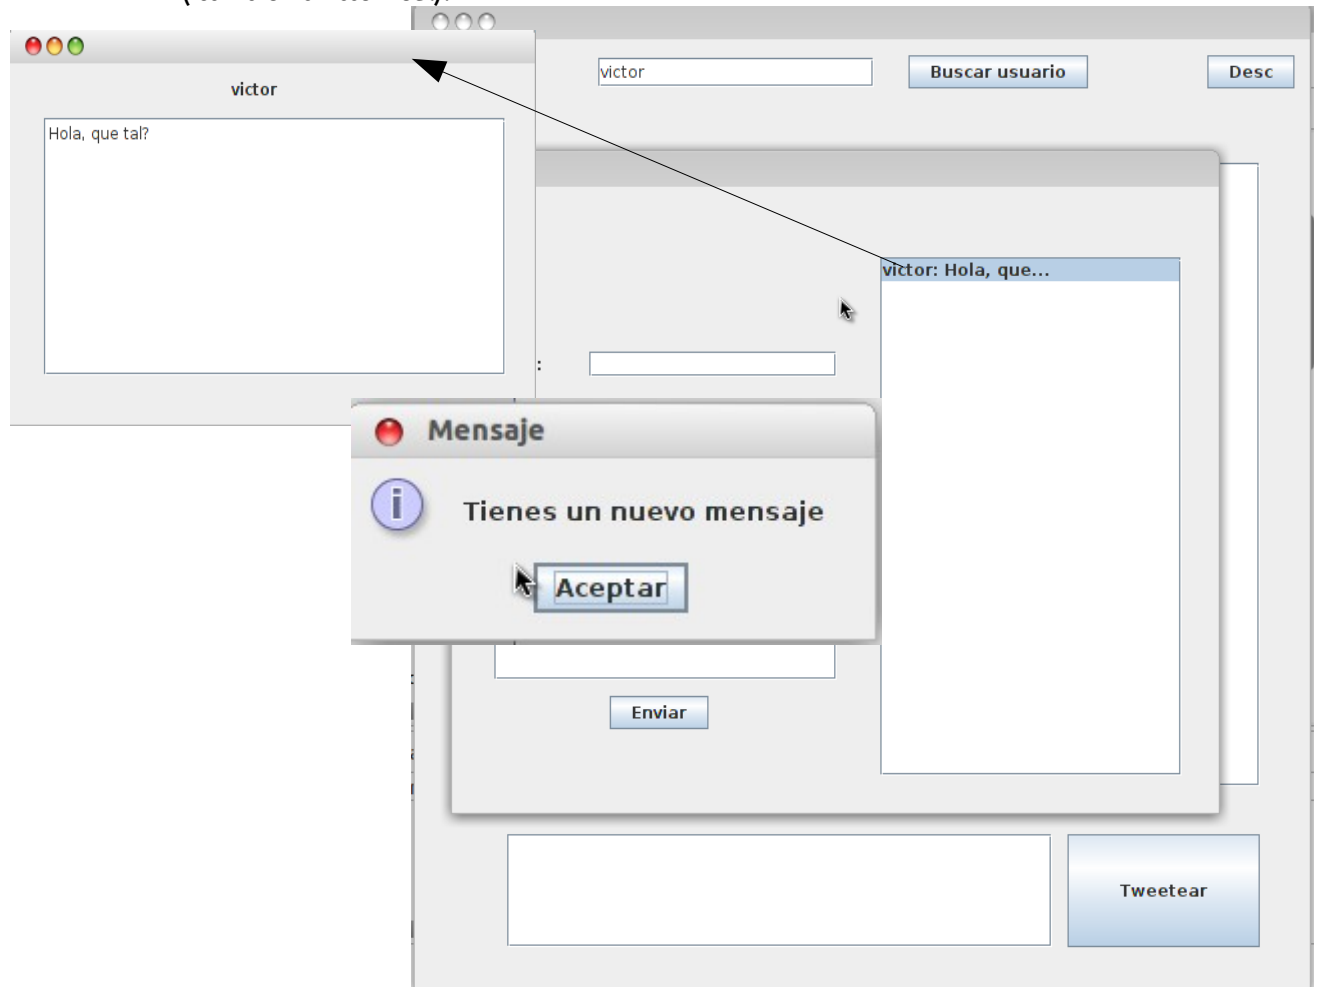 victor
Buscar usuario
Desc
victor
Hola, que tal?
victor: Hola, que...
:
Mensaje
i
Tienes un nuevo mensaje
Aceptar
Enviar
Tweetear